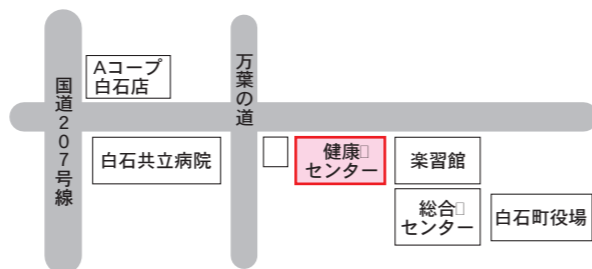 国道207号線
Aコープ
白石店
万葉の道
白石共立病院
健康
センター
楽習館
総合
センター
白石町役場